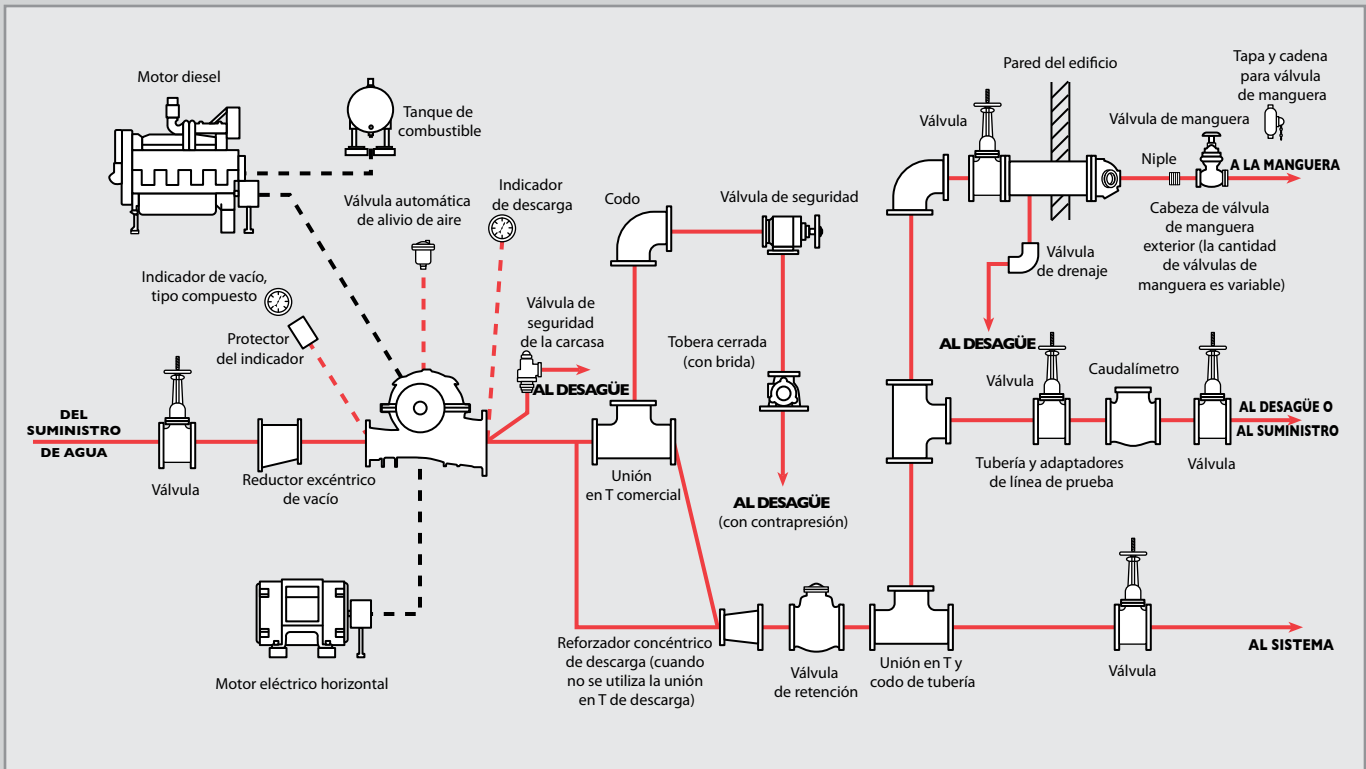 Motor diesel
Tanque de
combustible
Válvula automática
de alivio de aire
Indicador
de descarga
Indicador de vacío,
tipo compuesto
Protector
del indicador
DEL
SUMINISTRO
DE AGUA
Válvula
Reductor excéntrico
de vacío
Motor eléctrico horizontal
Válvula de
seguridad
de la carcasa
AL DESAGÜE
Codo
Válvula de seguridad
Tobera cerrada
(con brida)
AL DESAGÜE
(con contrapresión)
Unión
en T comercial
Reforzador concéntrico
de descarga (cuando
no se utiliza la unión
en T de descarga)
Válvula
de retención
Unión en T y
codo de tubería
Válvula
AL SISTEMA
Pared del edificio
Válvula
Válvula de manguera
Tapa y cadena
para válvula
de manguera
Niple
A LA MANGUERA
Cabeza de válvula
de manguera
exterior (la cantidad
de válvulas de
manguera es variable)
Válvula
de drenaje
AL DESAGÜE
Válvula
Caudalímetro
Tubería y adaptadores
de línea de prueba
Válvula
AL DESAGÜE O
AL SUMINISTRO